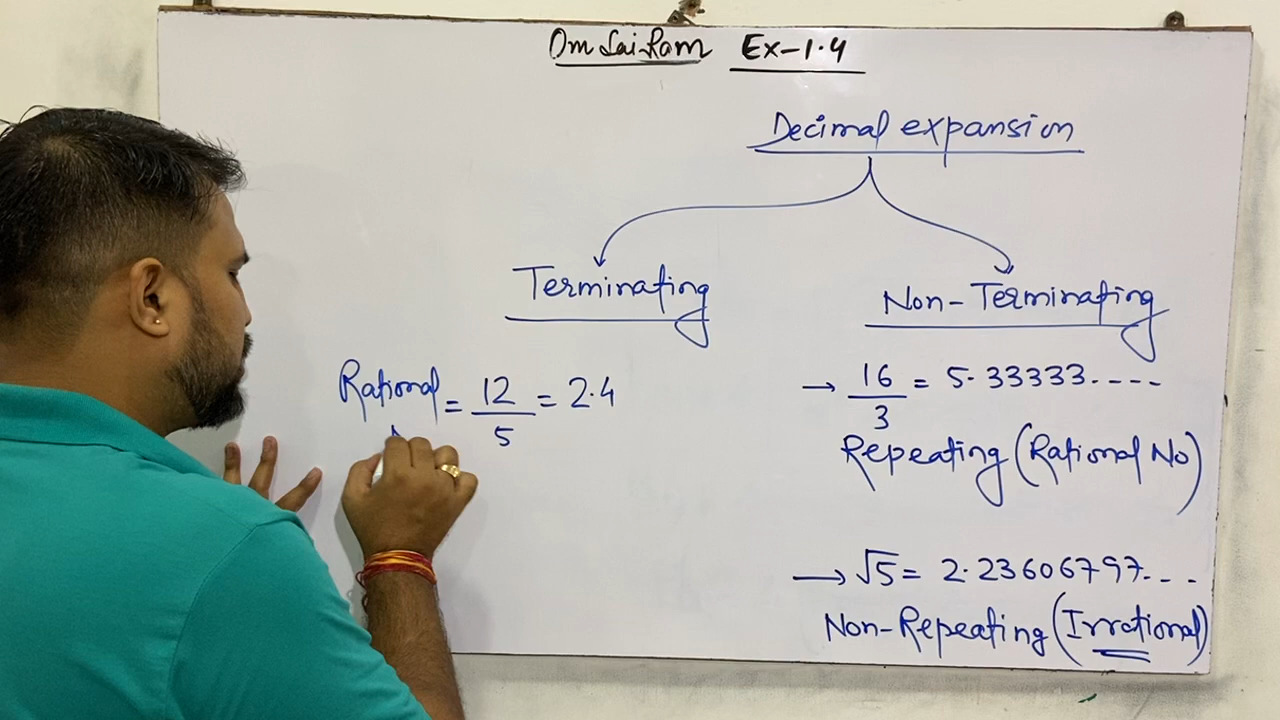 Om Sai Ram Ex-1.4
Decimal expansion
Terminating
Non-Terminating
Rational = 12/5 = 2.4
→ 16/3 = 5.33333....
Repeating (Rational No)
→ √5 = 2.23606797...
Non-Repeating (Irrational)